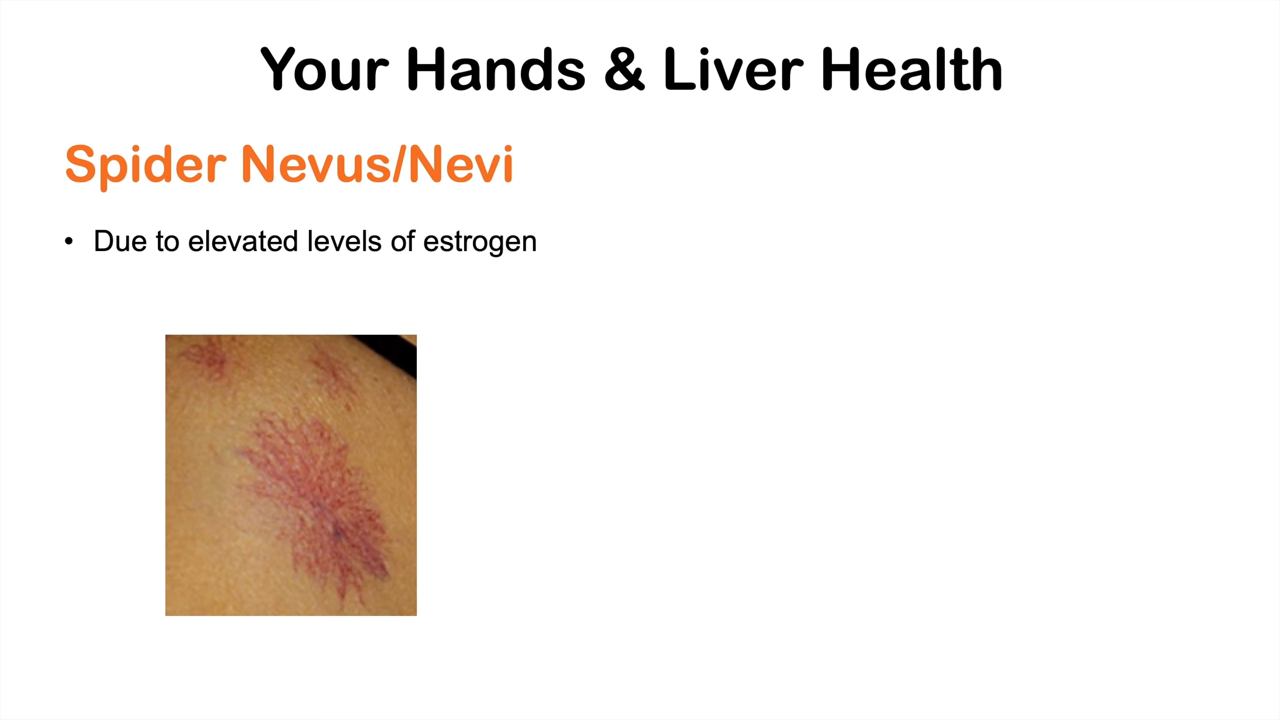 Your Hands & Liver Health
Spider Nevus/Nevi
• Due to elevated levels of estrogen